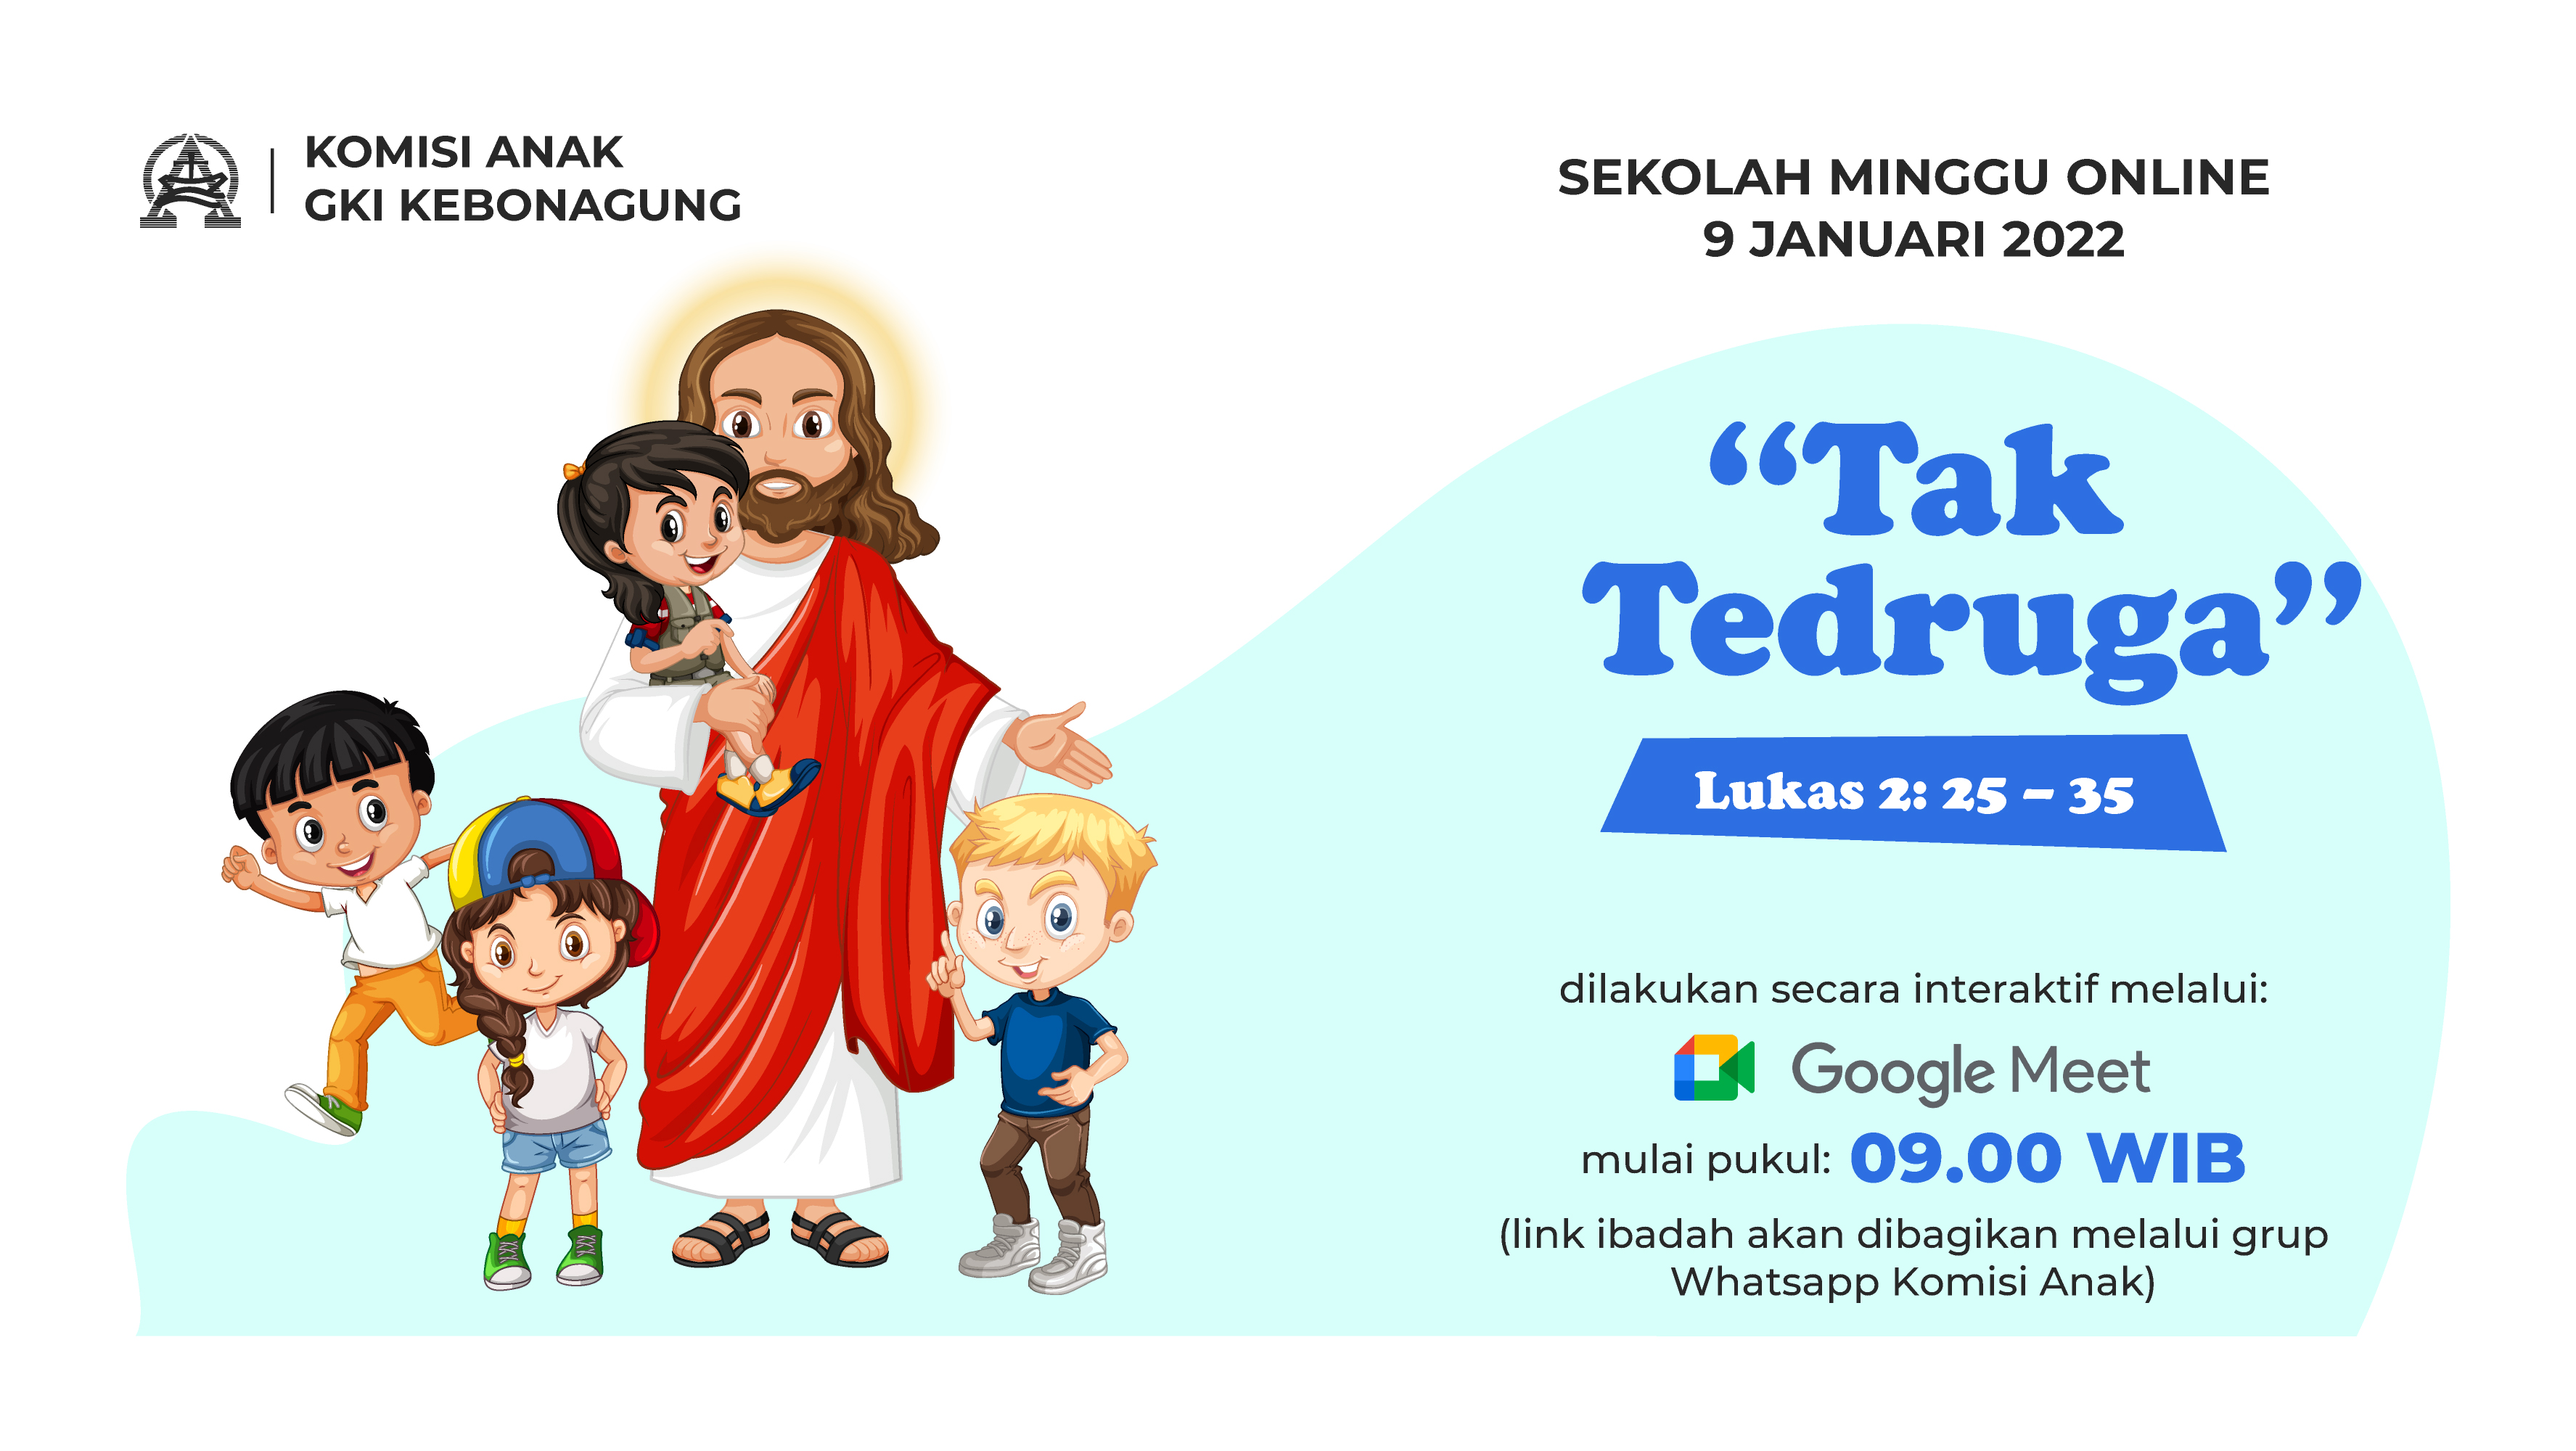 KOMISI ANAK
GKI KEBONAGUNG
SEKOLAH MINGGU ONLINE
9 JANUARI 2022
“Tak
Tedruga”
Lukas 2: 25 – 35
dilakukan secara interaktif melalui:
Google Meet
mulai pukul: 09.00 WIB
(link ibadah akan dibagikan melalui grup
Whatsapp Komisi Anak)